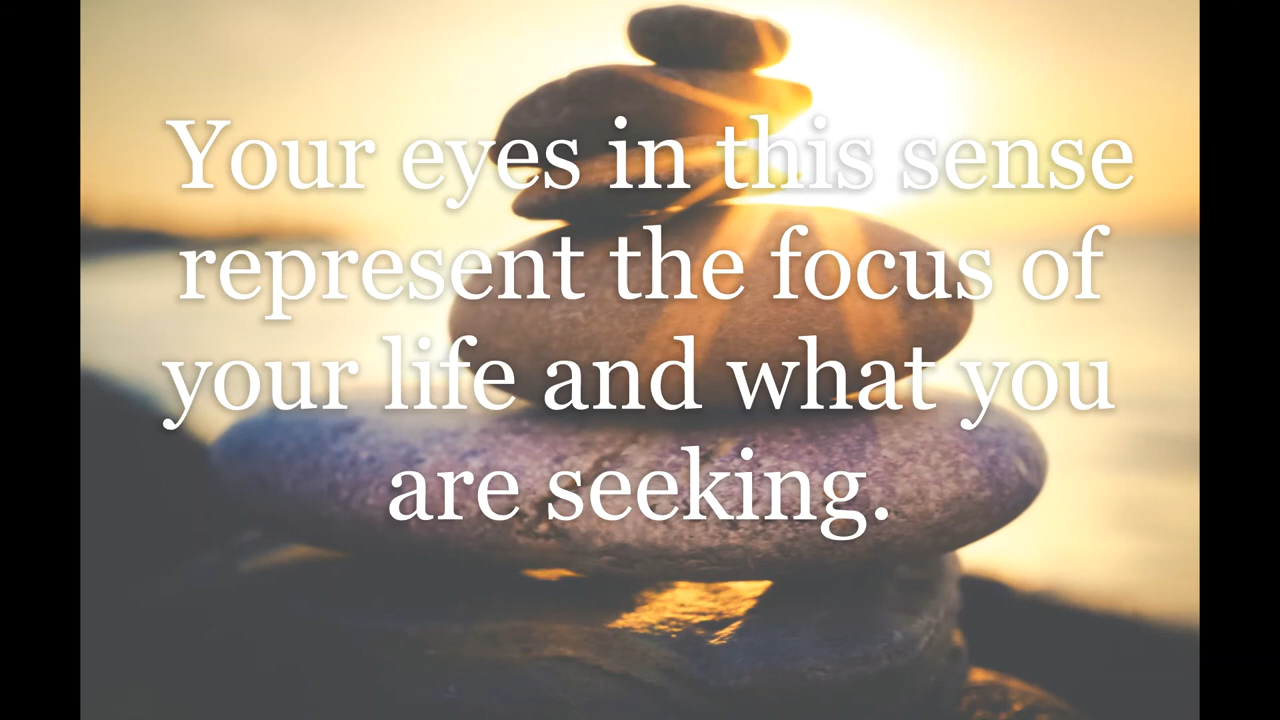 Your eyes in this sense
represent the focus of
your life and what you
are seeking.